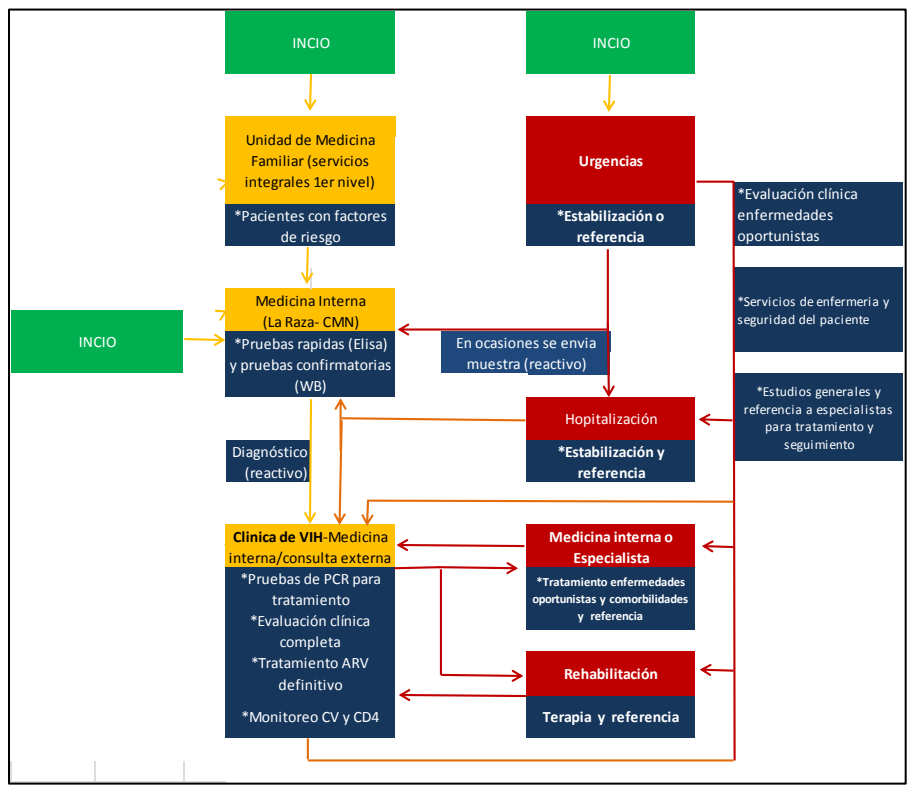 INCIO
INCIO
Unidad de Medicina
Familiar (servicios
integrales 1er nivel)
*Pacientes con factores
de riesgo
Urgencias
*Estabilización o
referencia
*Evaluación clínica
enfermedades
oportunistas
*Servicios de enfermeria y
seguridad del paciente
*Estudios generales y
referencia a especialistas
para tratamiento y
seguimiento
INCIO
Medicina Interna
(La Raza- CMN)
*Pruebas rapidas (Elisa)
y pruebas confirmatorias
(WB)
En ocasiones se envia
muestra (reactivo)
Hopitalización
*Estabilización y
referencia
Diagnóstico
(reactivo)
Clinica de VIH-Medicina
interna/consulta externa
*Pruebas de PCR para
tratamiento
*Evaluación clínica
completa
*Tratamiento ARV
definitivo
*Monitoreo CV y CD4
Medicina interna o
Especialista
*Tratamiento enfermedades
oportunistas y comorbilidades
y referencia
Rehabilitación
Terapia y referencia